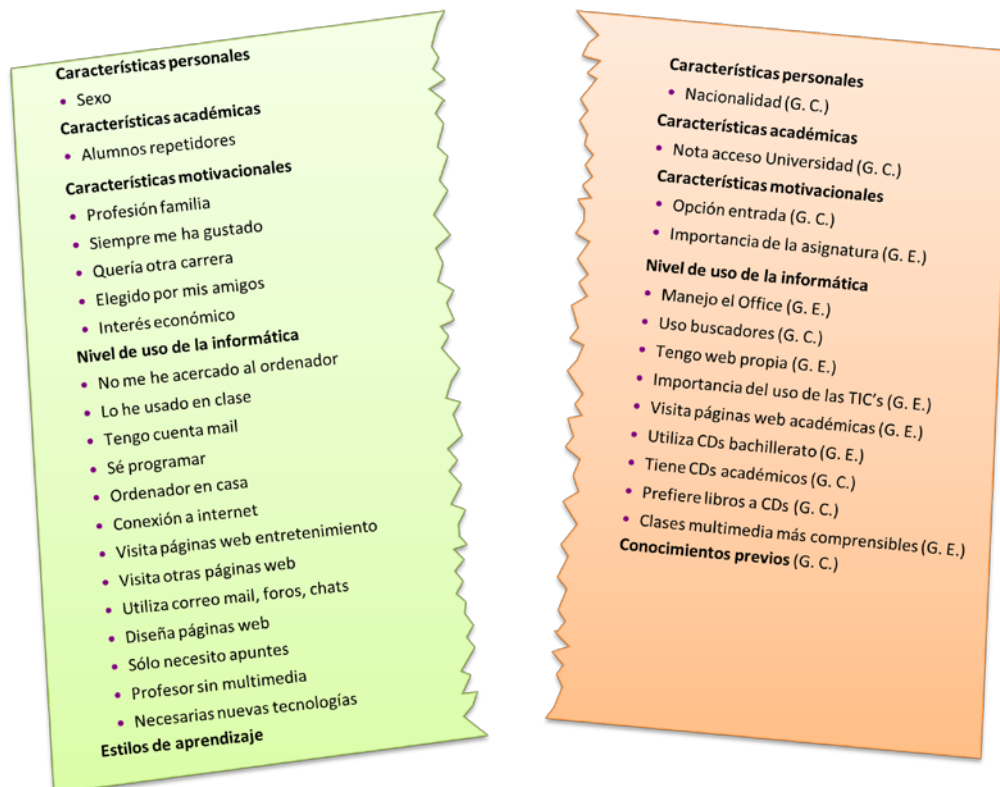 Características personales
• Sexo
Características académicas
• Alumnos repetidores
Características motivacionales
• Profesión familia
• Siempre me ha gustado
• Quería otra carrera
• Elegido por mis amigos
• Interés económico
Nivel de uso de la informática
• No me he acercado al ordenador
• Lo he usado en clase
• Tengo cuenta mail
• Sé programar
• Ordenador en casa
• Conexión a internet
• Visita páginas web entretenimiento
• Visita otras páginas web
• Utiliza correo mail, foros, chats
• Diseña páginas web
• Sólo necesito apuntes
• Profesor sin multimedia
• Necesarias nuevas tecnologías
Estilos de aprendizaje
Características personales
• Nacionalidad (G. C.)
Características académicas
• Nota acceso Universidad (G. C.)
Características motivacionales
• Opción entrada (G. C.)
• Importancia de la asignatura (G. E.)
Nivel de uso de la informática
• Manejo el Office (G. E.)
• Uso buscadores (G. C.)
• Tengo web propia (G. E.)
• Importancia del uso de las TIC's (G. E.)
• Visita páginas web académicas (G. E.)
• Utiliza CDs bachillerato (G. E.)
• Tiene CDs académicos (G. C.)
• Prefiere libros a CDs (G. C.)
• Clases multimedia más comprensibles (G. E.)
Conocimientos previos (G. C.)